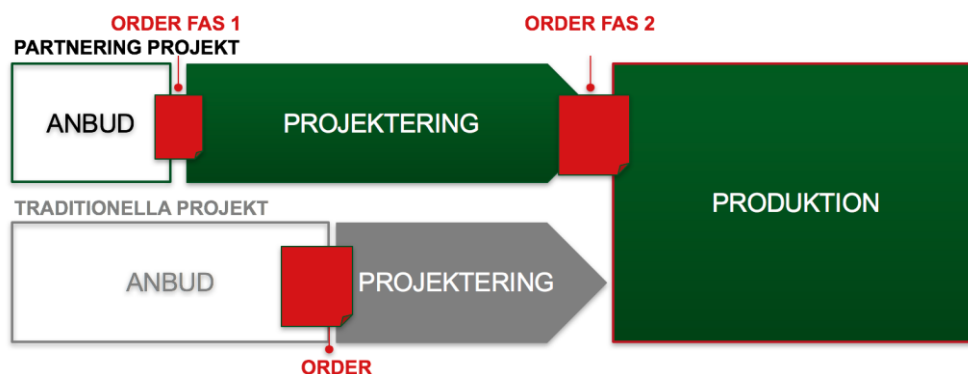 ORDER FAS 1
ORDER FAS 2
PARTNERING PROJEKT
ANBUD
PROJEKTERING
PRODUKTION
TRADITIONELLA PROJEKT
ANBUD
PROJEKTERING
ORDER